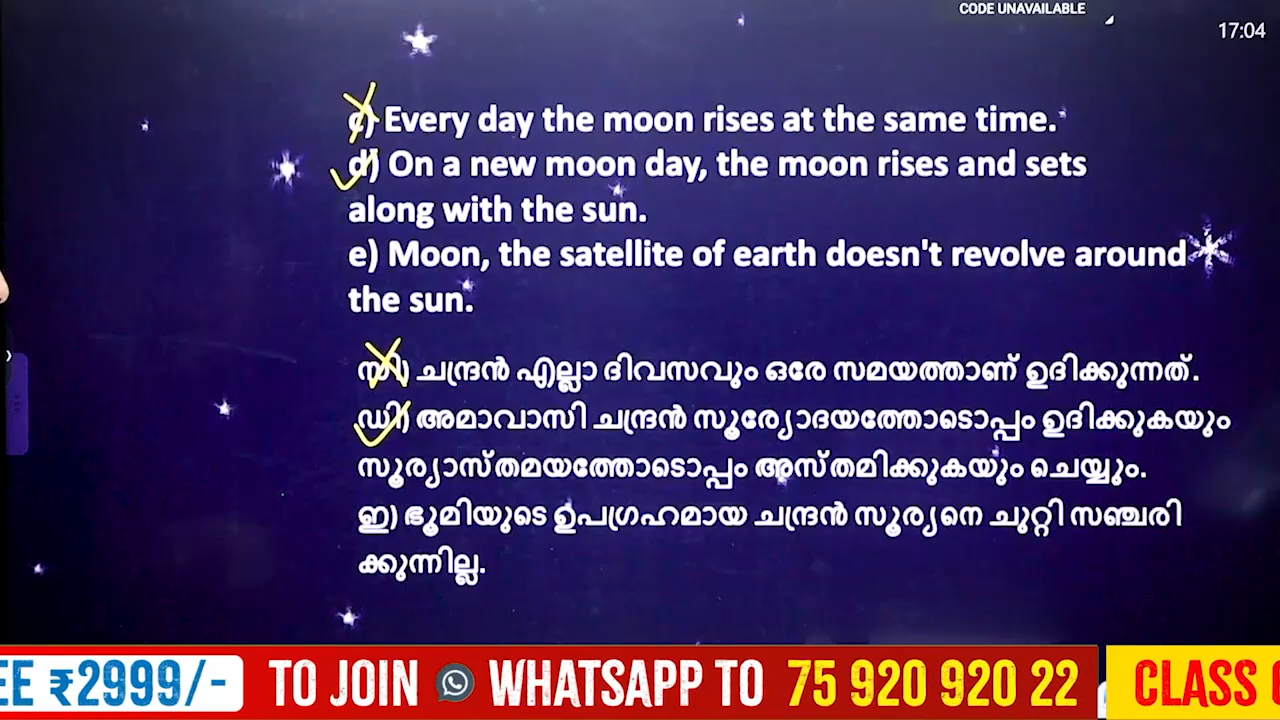 CODE UNAVAILABLE
17:04
c) Every day the moon rises at the same time.
d) On a new moon day, the moon rises and sets
along with the sun.
e) Moon, the satellite of earth doesn't revolve around
the sun.
സി) ചന്ദ്രൻ എല്ലാ ദിവസവും ഒരേ സമയത്താണ് ഉദിക്കുന്നത്.
ഡി) അമാവാസി ചന്ദ്രൻ സൂര്യോദയത്തോടൊപ്പം ഉദിക്കുകയും
സൂര്യാസ്തമയത്തോടൊപ്പം അസ്തമിക്കുകയും ചെയ്യും.
ഇ) ഭൂമിയുടെ ഉപഗ്രഹമായ ചന്ദ്രൻ സൂര്യനെ ചുറ്റി സഞ്ചരി
ക്കുന്നില്ല.
EE ₹2999/- TO JOIN WHATSAPP TO 75 920 920 22 CLASS